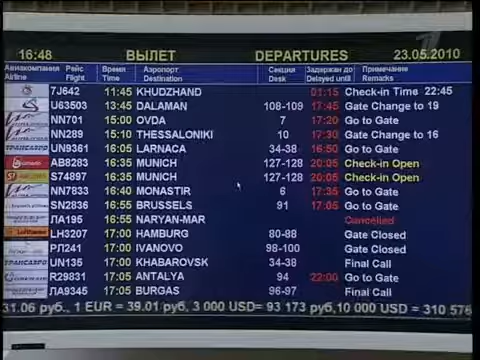 16:48 ВЫЛЕТ DEPARTURES 23.05.2010
Авиакомпания Рейс Время Аэропорт Секция Задержан до Примечание
Airline Flight Time Destination Desk Delayed until Remarks
7J642 11:45 KHUDZHAND 01:15 Check-in Time 22:45
U63503 13:45 DALAMAN 108-109 17:45 Gate Change to 19
NN701 15:00 OVDA 7 17:20 Go to Gate
NN289 15:10 THESSALONIKI 10 17:30 Gate Change to 16
ТРАНСАЭРО UN9361 16:05 LARNACA 34-38 16:50 Go to Gate
AB8283 16:35 MUNICH 127-128 20:05 Check-in Open
S7 S74897 16:35 MUNICH 127-128 20:05 Check-in Open
NN7833 16:40 MONASTIR 6 17:35 Go to Gate
SN2836 16:55 BRUSSELS 91 17:05 Go to Gate
ЛА195 16:55 NARYAN-MAR Cancelled
Lufthansa LH3207 17:00 HAMBURG 80-88 Gate Closed
РЛ241 17:00 IVANOVO 98-100 Gate Closed
ТРАНСАЭРО UN135 17:00 KHABAROVSK 34-38 Final Call
R29831 17:05 ANTALYA 94 22:00 Go to Gate
ЛА9345 17:05 BURGAS 96-97 Final Call
31.06 руб., 1 EUR = 39.01 руб, 3 000 USD= 93 173 руб,10 000 USD = 310 576